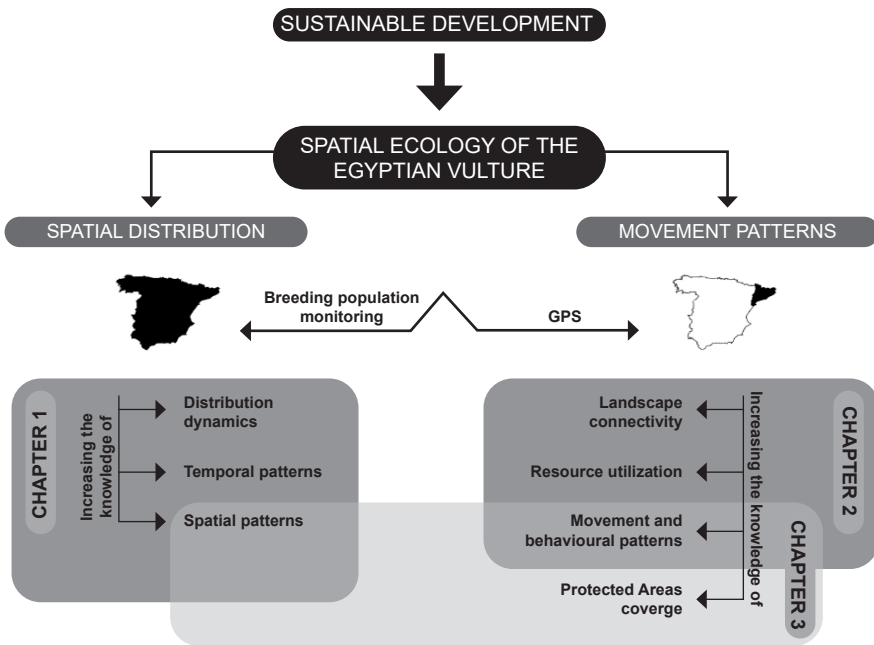 SUSTAINABLE DEVELOPMENT
SPATIAL ECOLOGY OF THE
EGYPTIAN VULTURE
SPATIAL DISTRIBUTION
MOVEMENT PATTERNS
Breeding population
monitoring
GPS
CHAPTER 1
Increasing the
knowledge of
Distribution
dynamics
Temporal patterns
Spatial patterns
Landscape
connectivity
Resource utilization
Movement and
behavioural patterns
Protected Areas
coverge
Increasing the knowledge of
CHAPTER 2
CHAPTER 3